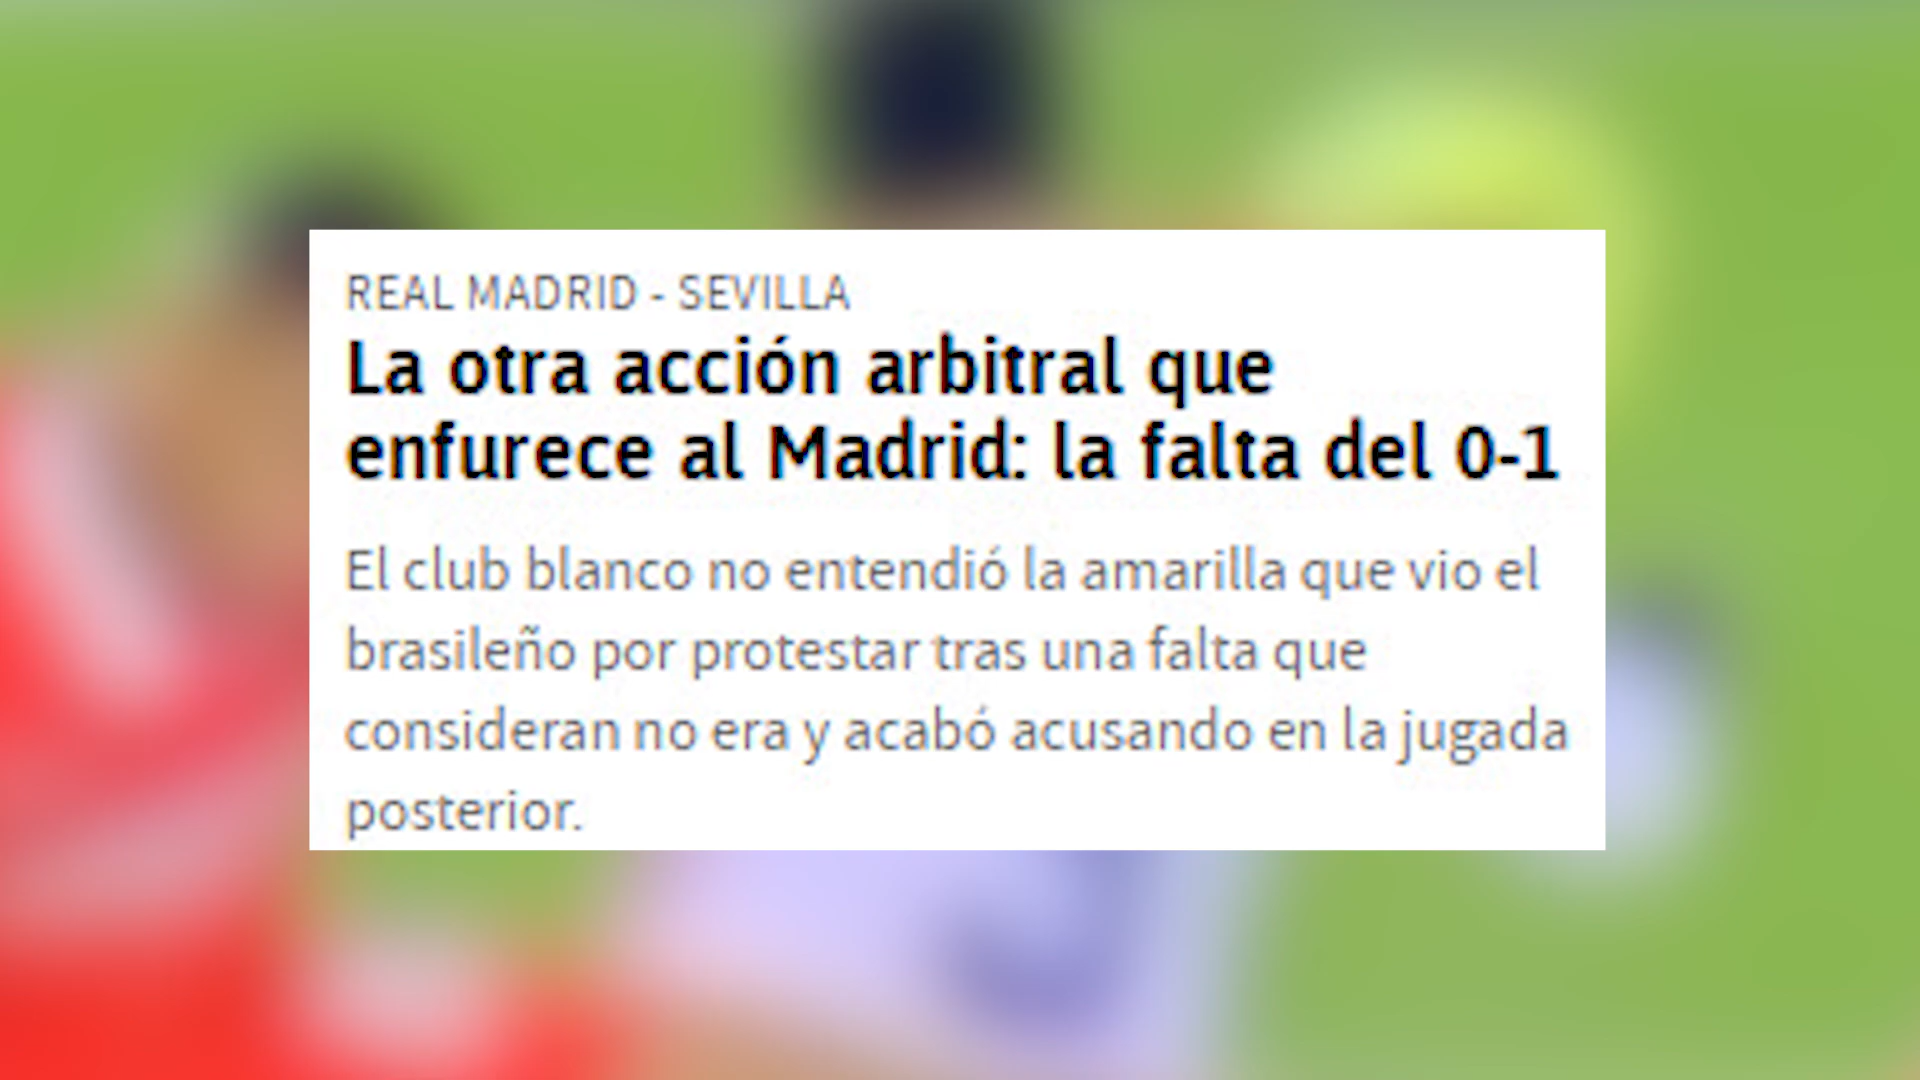 REAL MADRID - SEVILLA
La otra acción arbitral que
enfurece al Madrid: la falta del 0-1
El club blanco no entendió la amarilla que vio el
brasileño por protestar tras una falta que
consideran no era y acabó acusando en la jugada
posterior.